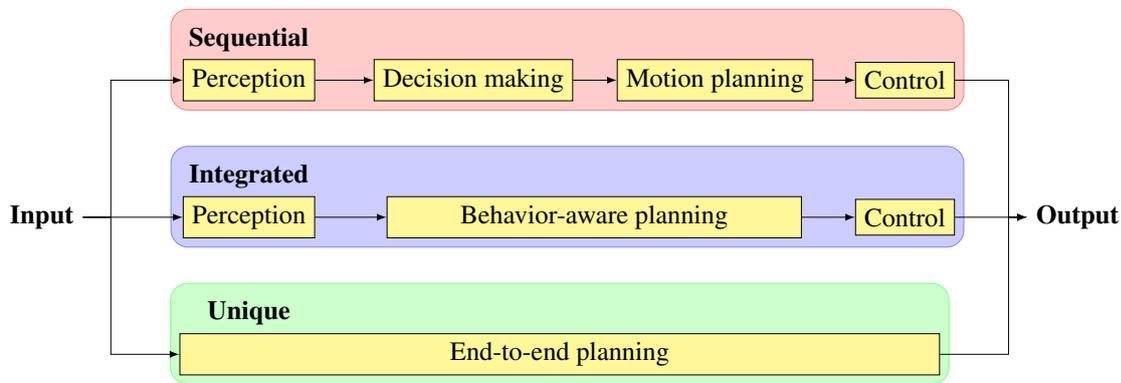 Sequential
Perception
Decision making
Motion planning
Control
Integrated
Input
Perception
Behavior-aware planning
Control
Output
Unique
End-to-end planning